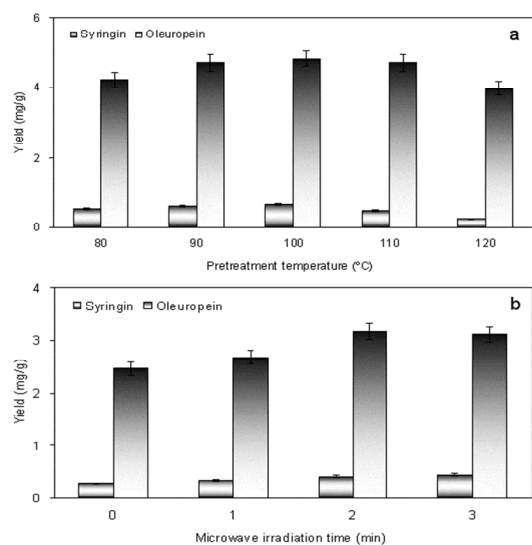 6
Syringin Oleuropein a
Yield (mg/g)
4
2
0
80 90 100 110 120
Pretreatment temperature (°C)
4
Syringin Oleuropein b
3
Yield (mg/g)
2
1
0
0 1 2 3
Microwave irradiation time (min)